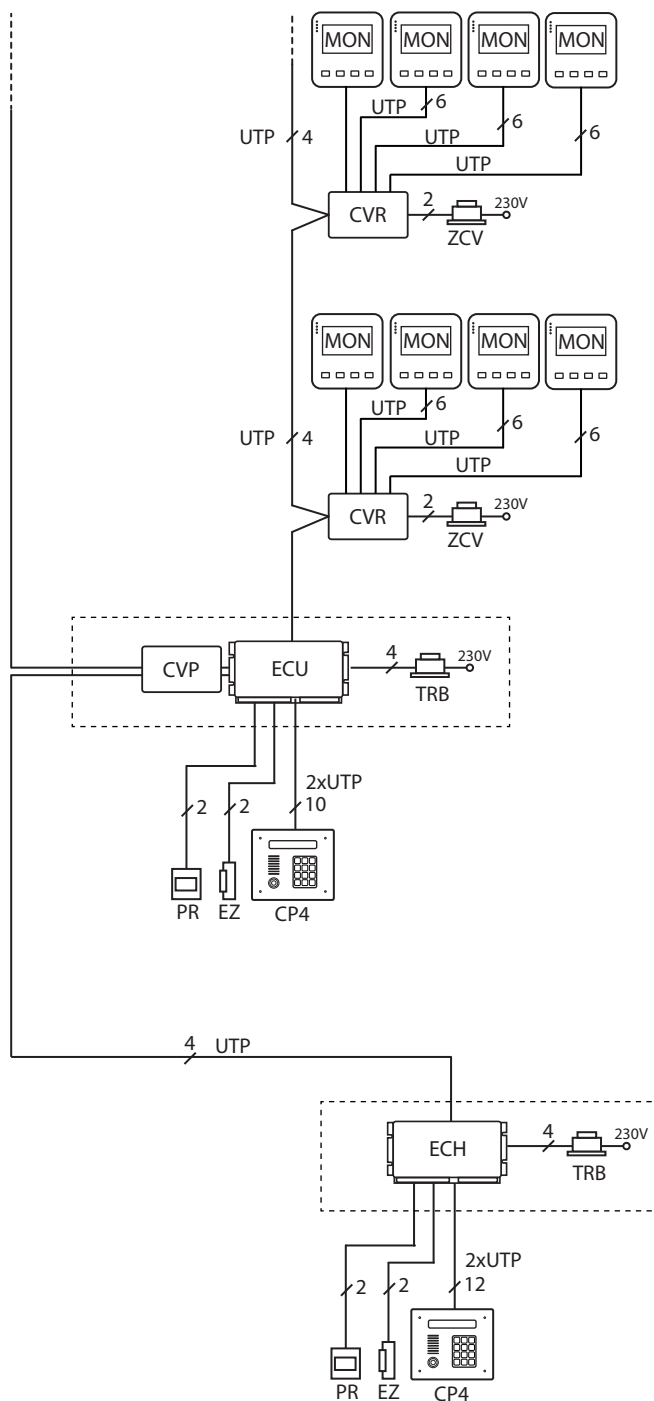 MON MON MON MON
UTP 6
UTP 4 UTP 6
UTP 6
CVR 2 230V
ZCV
MON MON MON MON
UTP 6
UTP 4 UTP 6
UTP 6
CVR 2 230V
ZCV
CVP ECU 4 230V
TRB
2xUTP
2 2 10
PR EZ CP4
4 UTP
ECH 4 230V
TRB
2xUTP
2 2 12
PR EZ CP4